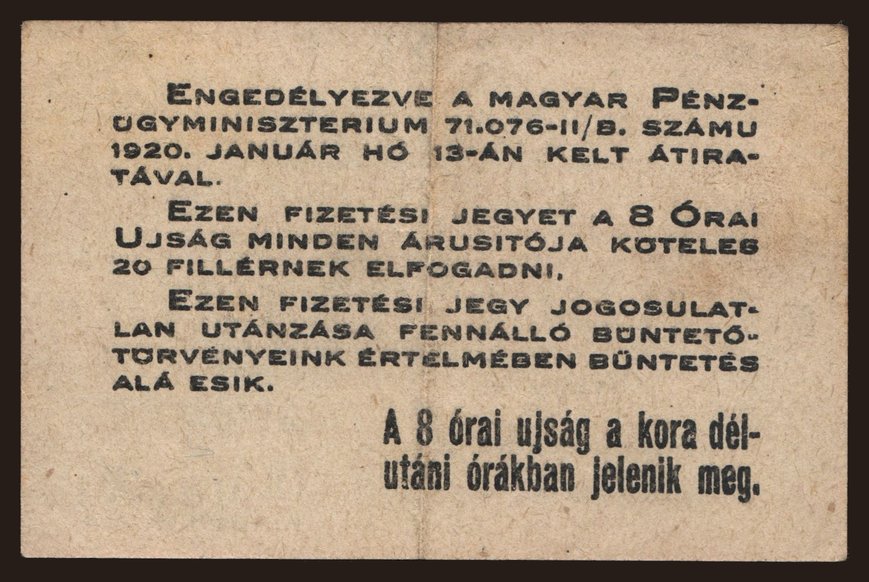 ENGEDÉLYEZVE A MAGYAR PÉNZ-
ÜGYMINISZTERIUM 71.076-II/B. SZÁMU
1920. JANUÁR HÓ 13-ÁN KELT ÁTIRA-
TÁVAL.
EZEN FIZETÉSI JEGYET A 8 ÓRAI
UJSÁG MINDEN ÁRUSITÓJA KÖTELES
20 FILLÉRNEK ELFOGADNI.
EZEN FIZETÉSI JEGY JOGOSULAT-
LAN UTÁNZÁSA FENNÁLLÓ BÜNTETŐ-
TÖRVÉNYEINK ÉRTELMÉBEN BÜNTETÉS
ALÁ ESIK.
A 8 órai ujság a kora dél-
utáni órákban jelenik meg.